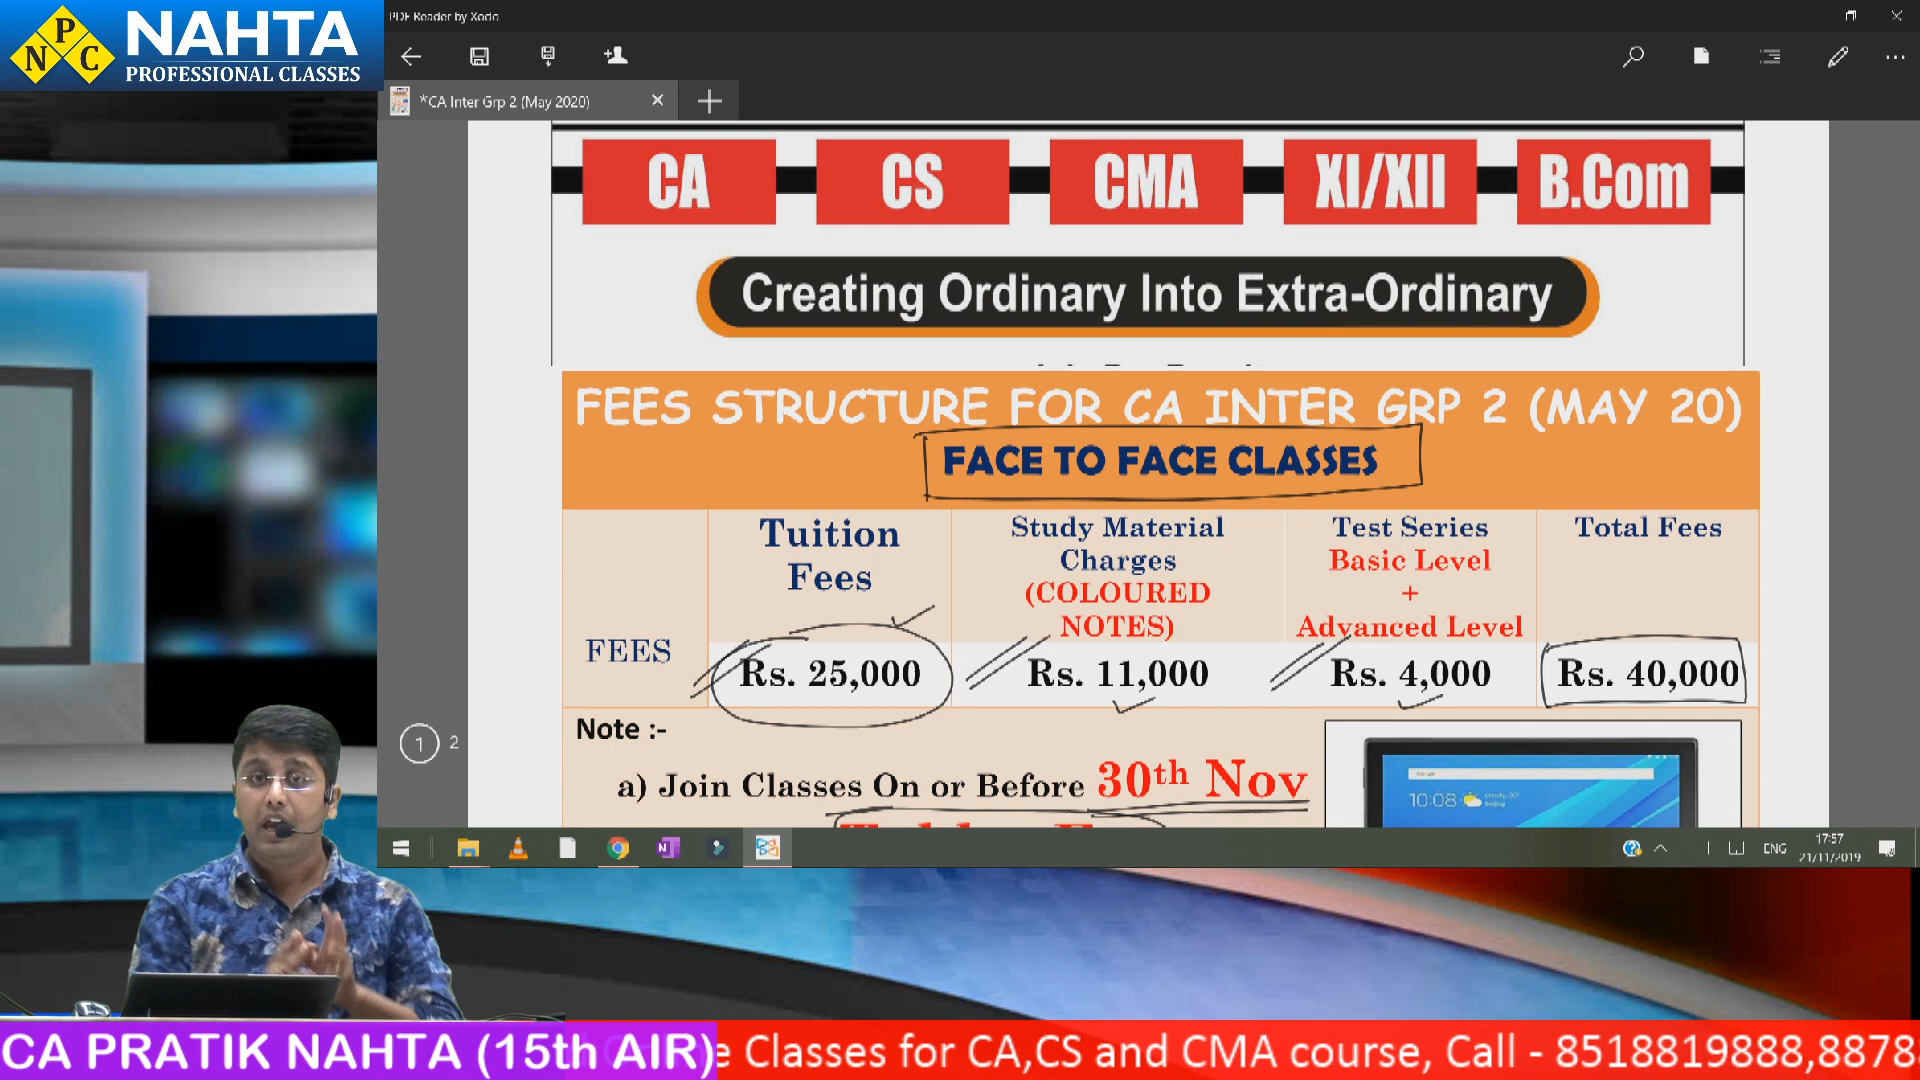 NPC
NAHTA
PROFESSIONAL CLASSES
PDF Reader by Xodo
*CA Inter Grp 2 (May 2020)
CA CS CMA XI/XII B.Com
Creating Ordinary Into Extra-Ordinary
FEES STRUCTURE FOR CA INTER GRP 2 (MAY 20)
FACE TO FACE CLASSES
FEES
Tuition
Fees
Rs. 25,000
Study Material
Charges
(COLOURED
NOTES)
Rs. 11,000
Test Series
Basic Level
+
Advanced Level
Rs. 4,000
Total Fees
Rs. 40,000
Note :-
a) Join Classes On or Before 30th Nov
10:08
1 2
ENG
17:57
21/11/2019
CA PRATIK NAHTA (15th AIR)
Classes for CA,CS and CMA course, Call - 8518819888,8878